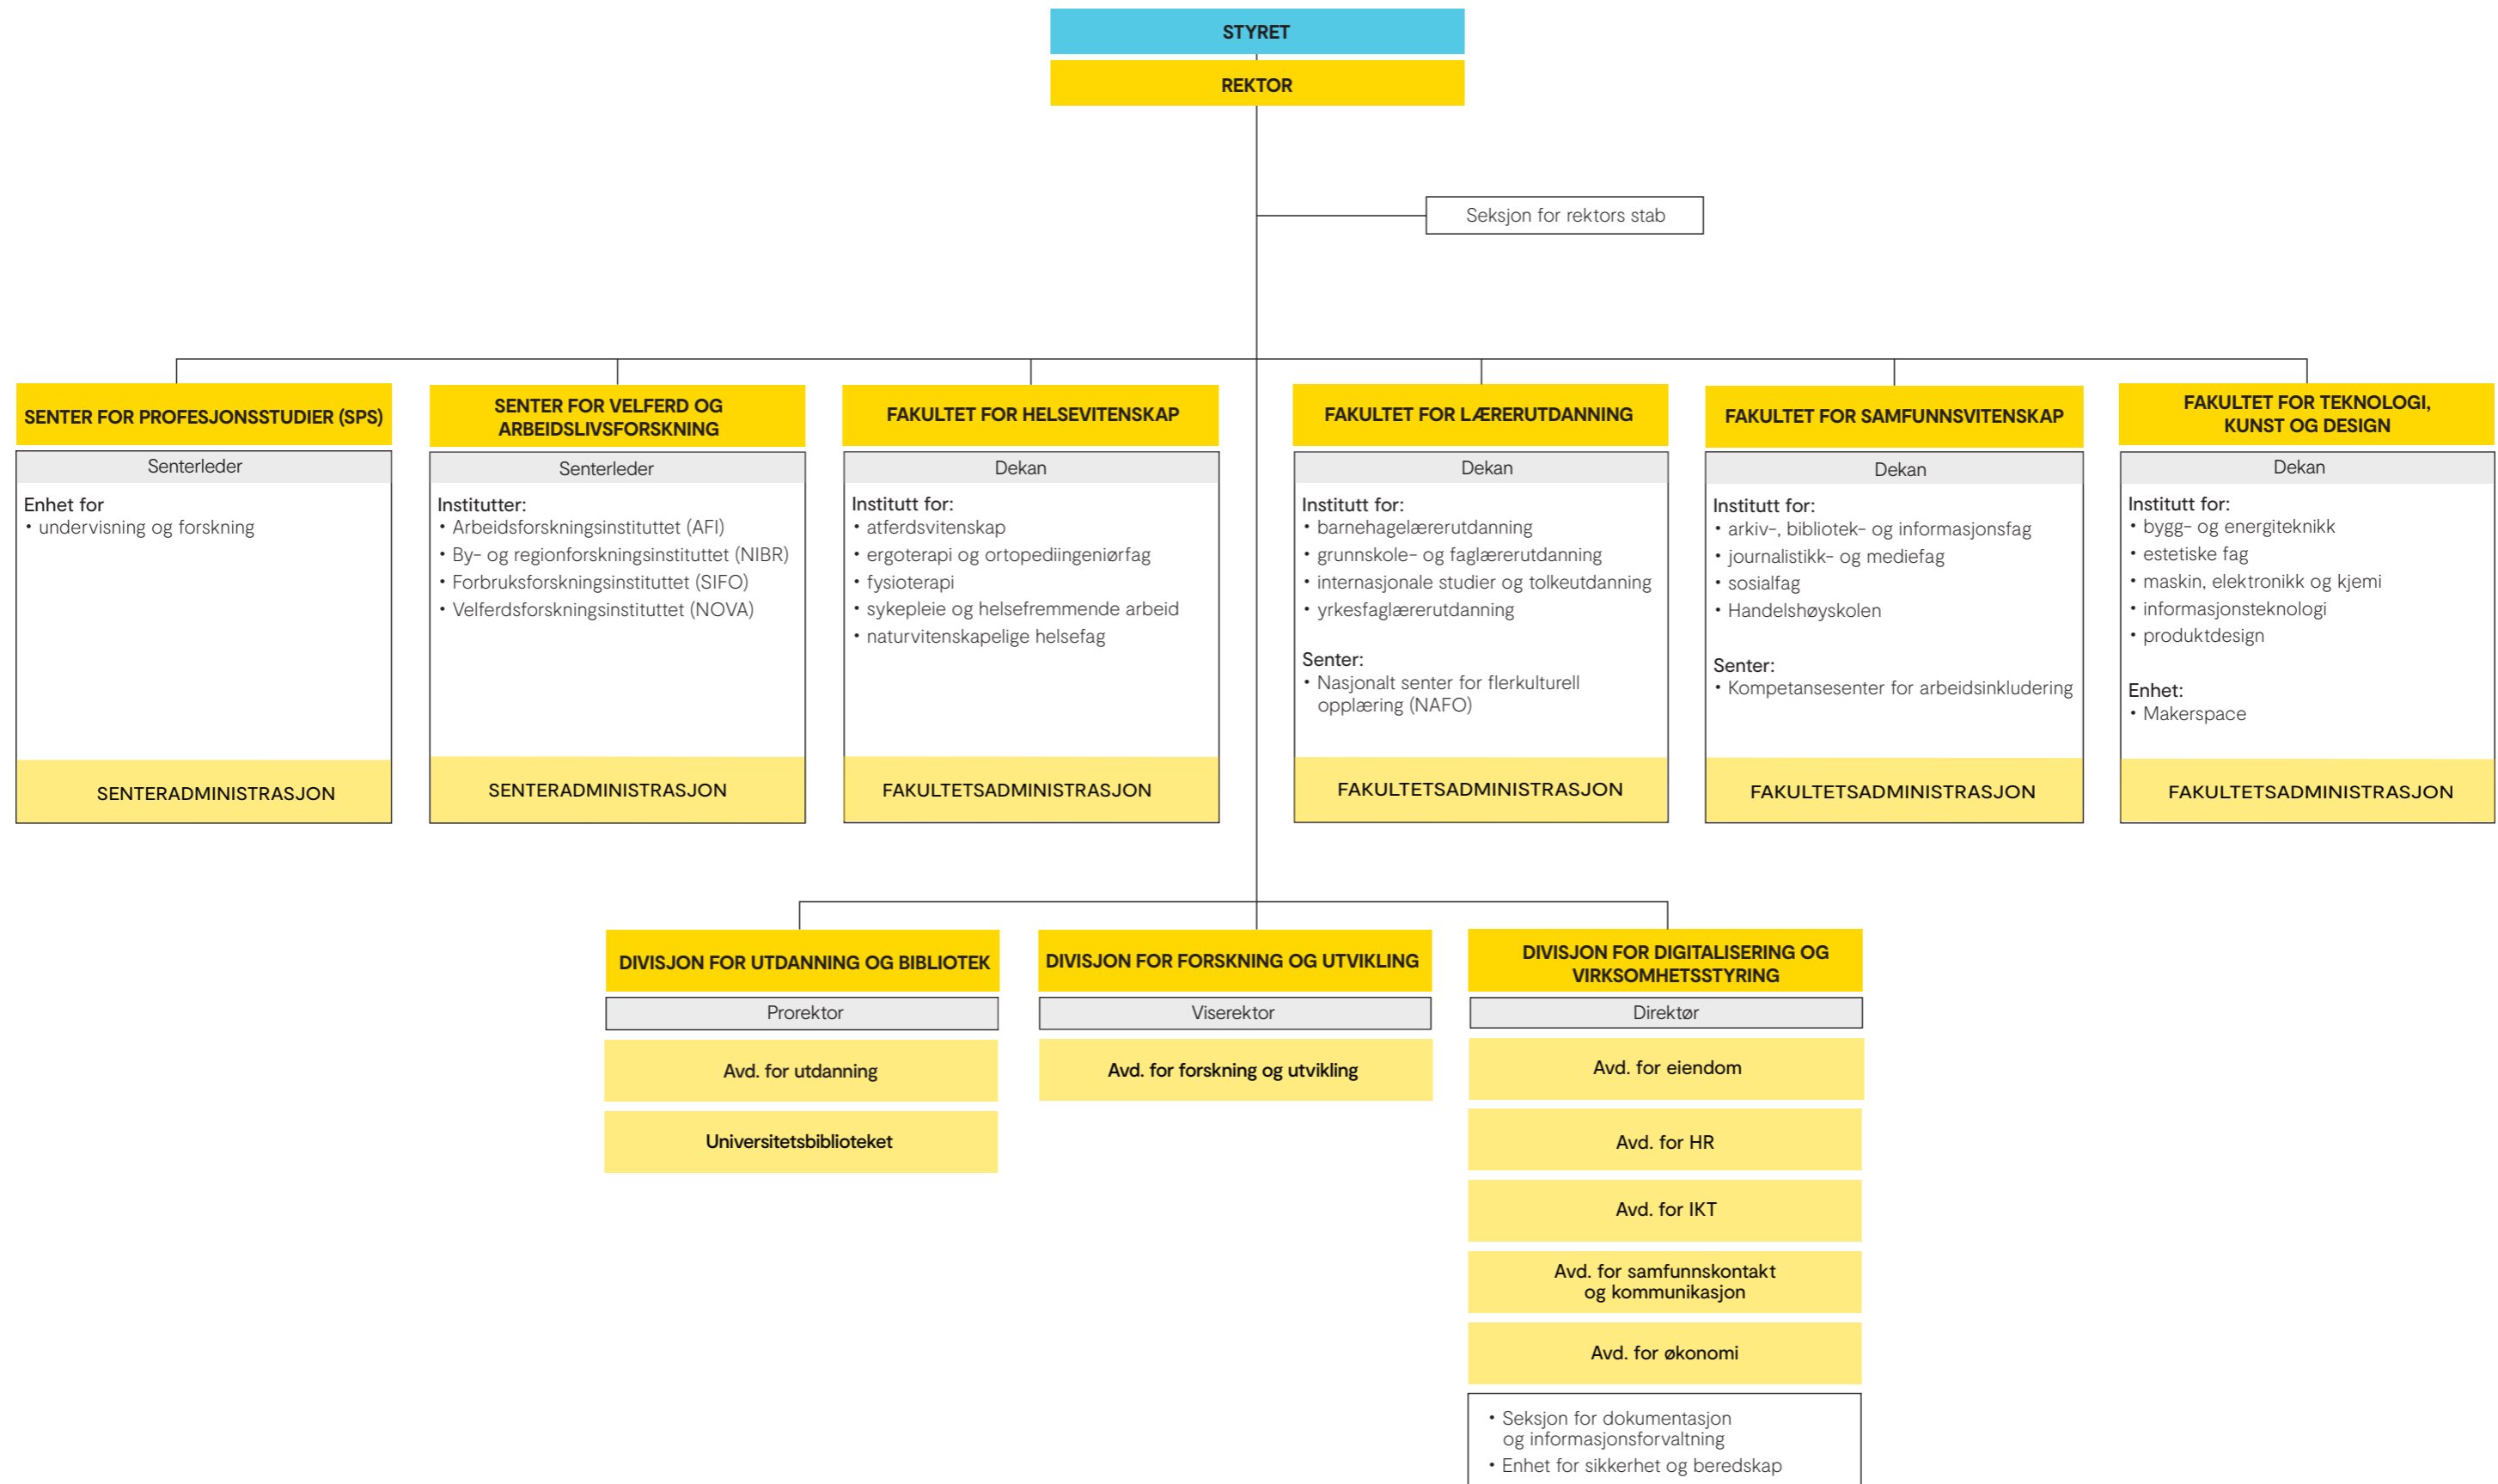 STYRET
REKTOR
Seksjon for rektors stab
SENTER FOR PROFESJONSSTUDIER (SPS)
Senterleder
Enhet for
• undervisning og forskning
SENTERADMINISTRASJON
SENTER FOR VELFERD OG
ARBEIDSLIVSFORSKNING
Senterleder
Institutter:
• Arbeidsforskningsinstituttet (AFI)
• By- og regionforskningsinstituttet (NIBR)
• Forbruksforskningsinstituttet (SIFO)
• Velferdsforskningsinstituttet (NOVA)
SENTERADMINISTRASJON
FAKULTET FOR HELSEVITENSKAP
Dekan
Institutt for:
• atferdsvitenskap
• ergoterapi og ortopediingeniørfag
• fysioterapi
• sykepleie og helsefremmende arbeid
• naturvitenskapelige helsefag
FAKULTETSADMINISTRASJON
FAKULTET FOR LÆRERUTDANNING
Dekan
Institutt for:
• barnehagelærerutdanning
• grunnskole- og faglærerutdanning
• internasjonale studier og tolkeutdanning
• yrkesfaglærerutdanning
Senter:
• Nasjonalt senter for flerkulturell
opplæring (NAFO)
FAKULTETSADMINISTRASJON
FAKULTET FOR SAMFUNNSVITENSKAP
Dekan
Institutt for:
• arkiv-, bibliotek- og informasjonsfag
• journalistikk- og mediefag
• sosialfag
• Handelshøyskolen
Senter:
• Kompetansesenter for arbeidsinkludering
FAKULTETSADMINISTRASJON
FAKULTET FOR TEKNOLOGI,
KUNST OG DESIGN
Dekan
Institutt for:
• bygg- og energiteknikk
• estetiske fag
• maskin, elektronikk og kjemi
• informasjonsteknologi
• produktdesign
Enhet:
• Makerspace
FAKULTETSADMINISTRASJON
DIVISJON FOR UTDANNING OG BIBLIOTEK
Prorektor
Avd. for utdanning
Universitetsbiblioteket
DIVISJON FOR FORSKNING OG UTVIKLING
Viserektor
Avd. for forskning og utvikling
DIVISJON FOR DIGITALISERING OG
VIRKSOMHETSSTYRING
Direktør
Avd. for eiendom
Avd. for HR
Avd. for IKT
Avd. for samfunnskontakt
og kommunikasjon
Avd. for økonomi
• Seksjon for dokumentasjon
og informasjonsforvaltning
• Enhet for sikkerhet og beredskap